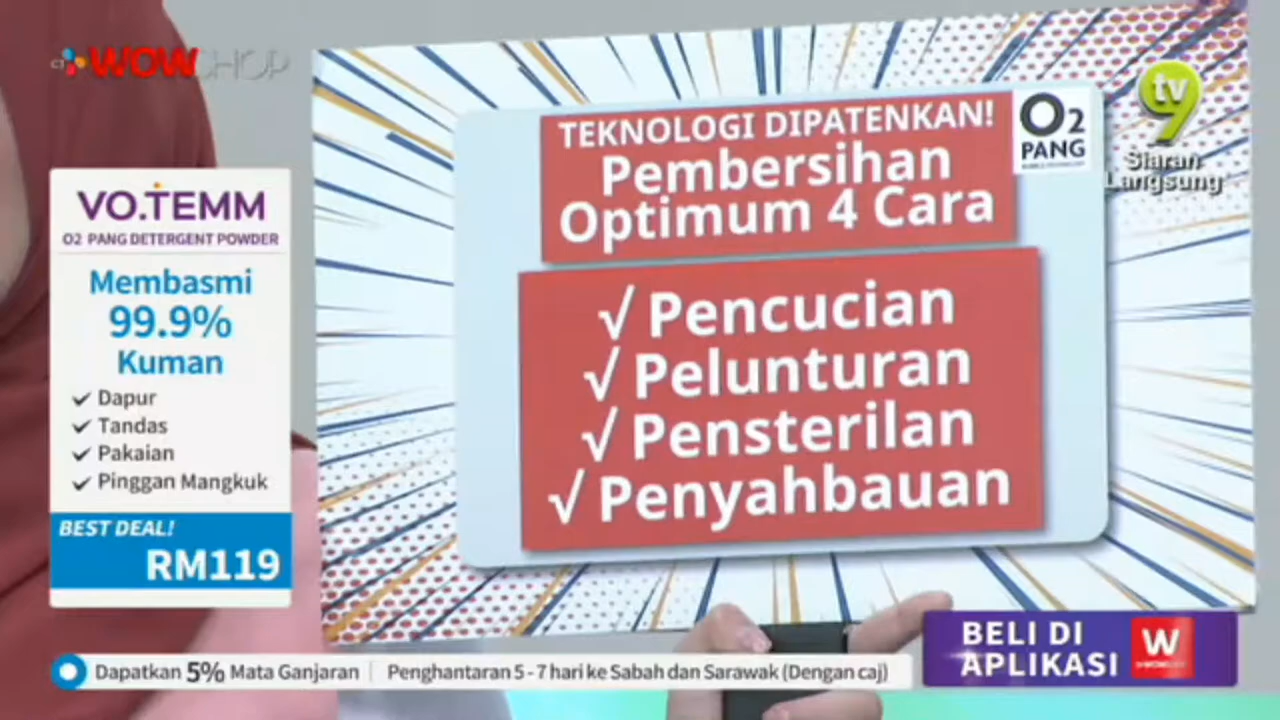 CJ WOWSHOP
tv9
Siaran
Langsung
TEKNOLOGI DIPATENKAN!
Pembersihan
Optimum 4 Cara
O2
PANG
√ Pencucian
√ Pelunturan
√ Pensterilan
√ Penyahbauan
VO.TEMM
O2 PANG DETERGENT POWDER
Membasmi
99.9%
Kuman
✓ Dapur
✓ Tandas
✓ Pakaian
✓ Pinggan Mangkuk
BEST DEAL!
RM119
Dapatkan 5% Mata Ganjaran | Penghantaran 5 - 7 hari ke Sabah dan Sarawak (Dengan caj)
BELI DI
APLIKASI
W